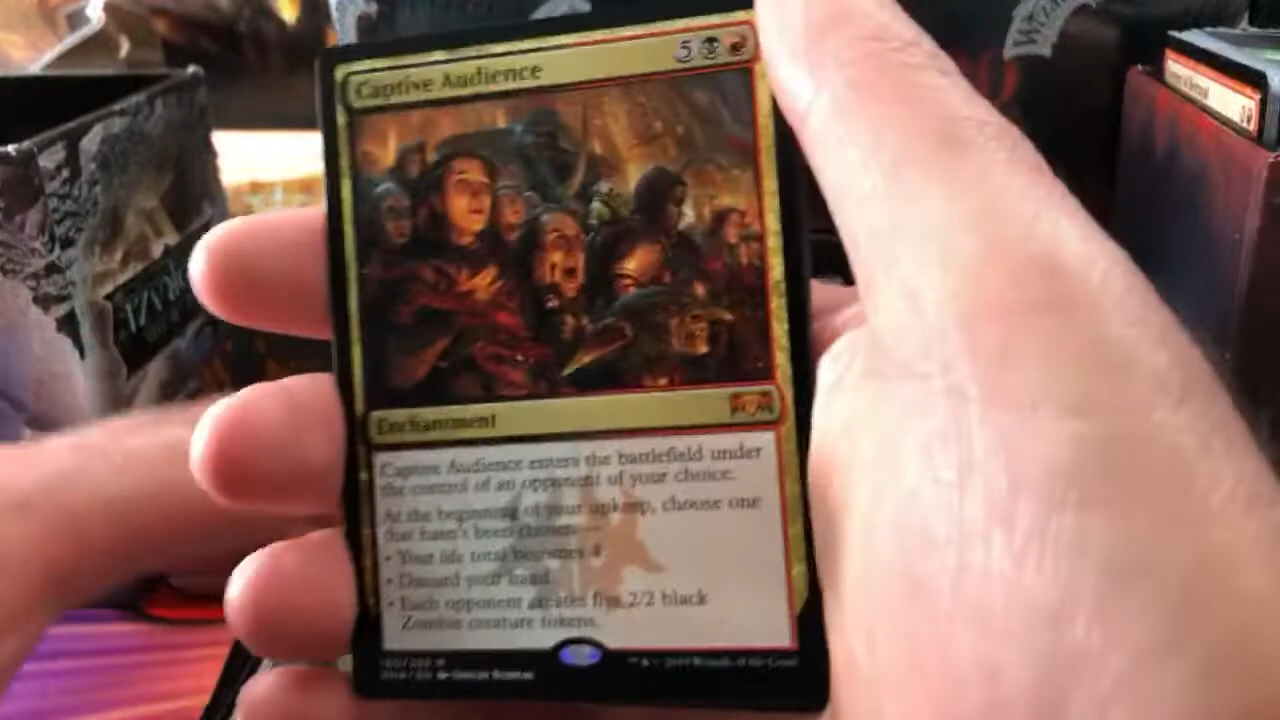 Captive Audience 5
Enchantment
Captive Audience enters the battlefield under
the control of an opponent of your choice.
At the beginning of your upkeep, choose one
that hasn't been chosen—
• Your life total becomes 4.
• Discard your hand.
• Each opponent creates five 2/2 black
Zombie creature tokens.